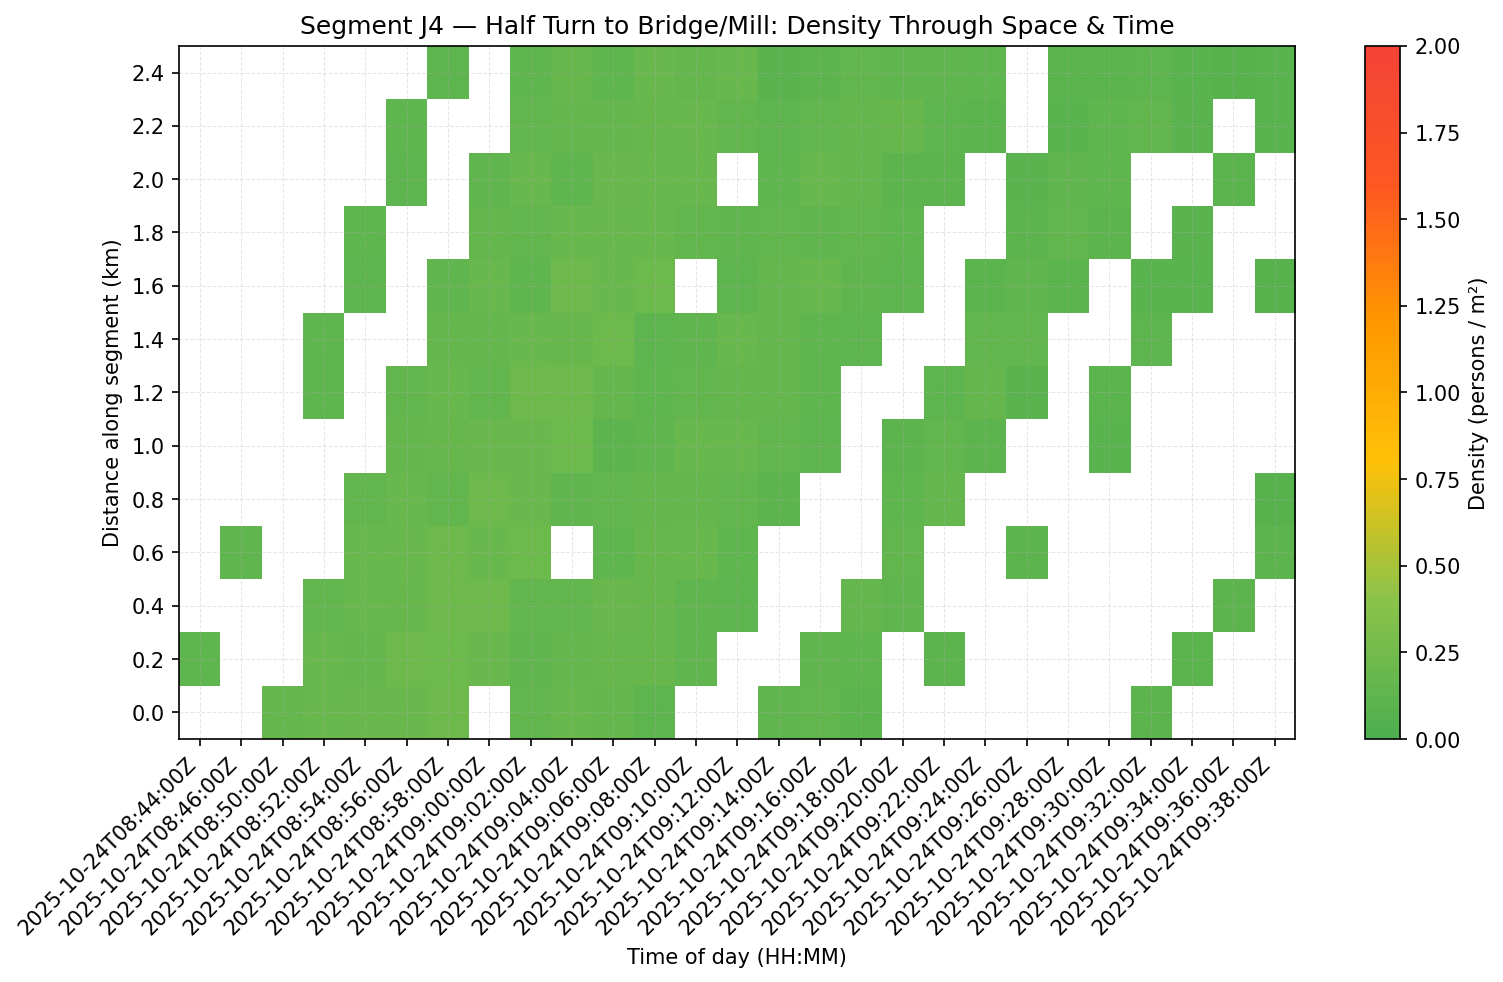 Segment J4 — Half Turn to Bridge/Mill: Density Through Space & Time
Distance along segment (km)
2.4
2.2
2.0
1.8
1.6
1.4
1.2
1.0
0.8
0.6
0.4
0.2
0.0
2025-10-24T08:44:00Z
2025-10-24T08:46:00Z
2025-10-24T08:50:00Z
2025-10-24T08:52:00Z
2025-10-24T08:54:00Z
2025-10-24T08:56:00Z
2025-10-24T08:58:00Z
2025-10-24T09:00:00Z
2025-10-24T09:02:00Z
2025-10-24T09:04:00Z
2025-10-24T09:06:00Z
2025-10-24T09:08:00Z
2025-10-24T09:10:00Z
2025-10-24T09:12:00Z
2025-10-24T09:14:00Z
2025-10-24T09:16:00Z
2025-10-24T09:18:00Z
2025-10-24T09:20:00Z
2025-10-24T09:22:00Z
2025-10-24T09:24:00Z
2025-10-24T09:26:00Z
2025-10-24T09:28:00Z
2025-10-24T09:30:00Z
2025-10-24T09:32:00Z
2025-10-24T09:34:00Z
2025-10-24T09:36:00Z
2025-10-24T09:38:00Z
Time of day (HH:MM)
2.00
1.75
1.50
1.25
1.00
0.75
0.50
0.25
0.00
Density (persons / m²)